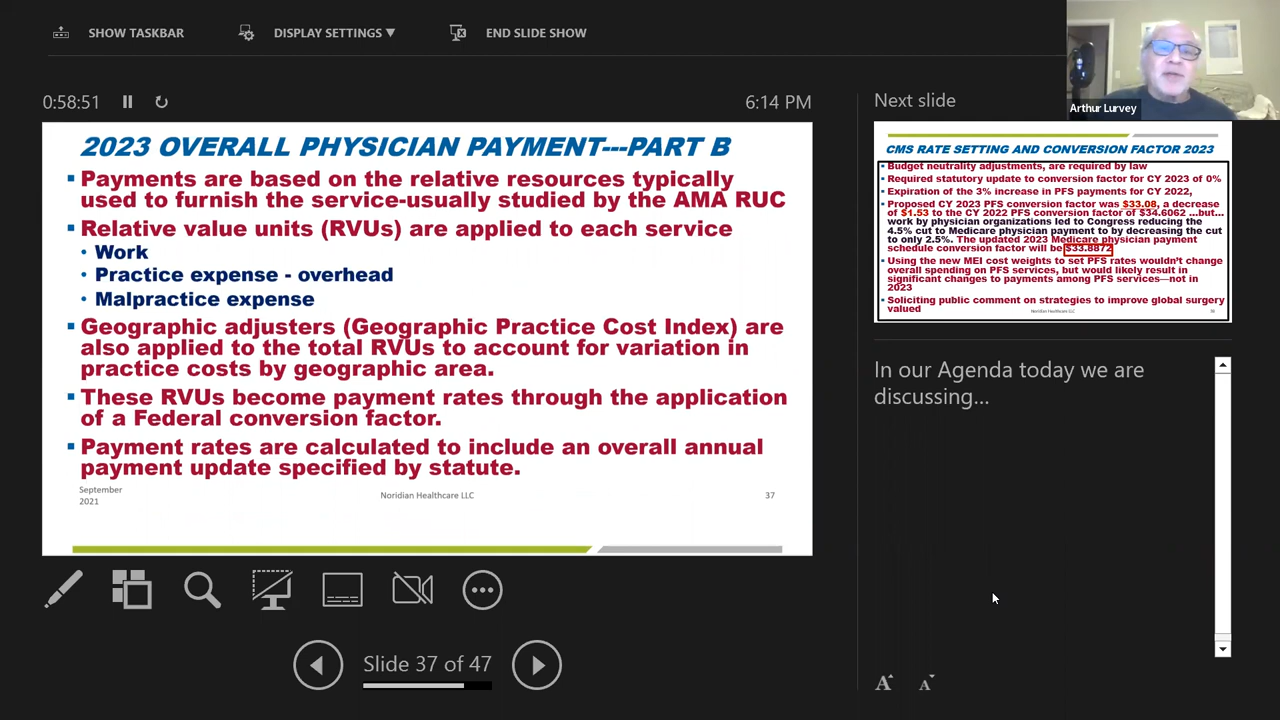 SHOW TASKBAR
DISPLAY SETTINGS ▼
END SLIDE SHOW
Arthur Lurvey
0:58:51
6:14 PM
2023 OVERALL PHYSICIAN PAYMENT---PART B
▪ Payments are based on the relative resources typically
used to furnish the service-usually studied by the AMA RUC
▪ Relative value units (RVUs) are applied to each service
• Work
• Practice expense - overhead
• Malpractice expense
▪ Geographic adjusters (Geographic Practice Cost Index) are
also applied to the total RVUs to account for variation in
practice costs by geographic area.
▪ These RVUs become payment rates through the application
of a Federal conversion factor.
▪ Payment rates are calculated to include an overall annual
payment update specified by statute.
September
2021
Noridian Healthcare LLC
37
Slide 37 of 47
Next slide
CMS RATE SETTING AND CONVERSION FACTOR 2023
▪ Budget neutrality adjustments, are required by law
▪ Required statutory update to conversion factor for CY 2023 of 0%
▪ Expiration of the 3% increase in PFS payments for CY 2022,
▪ Proposed CY 2023 PFS conversion factor was $33.08, a decrease
of $1.53 to the CY 2022 PFS conversion factor of $34.6062 ...but...
work by physician organizations led to Congress reducing the
4.5% cut to Medicare physician payment to by decreasing the cut
to only 2.5%. The updated 2023 Medicare physician payment
schedule conversion factor will be $33.8872
▪ Using the new MEI cost weights to set PFS rates wouldn't change
overall spending on PFS services, but would likely result in
significant changes to payments among PFS services—not in
2023
▪ Soliciting public comment on strategies to improve global surgery
valued
Noridian Healthcare LLC
38
In our Agenda today we are
discussing...
A A